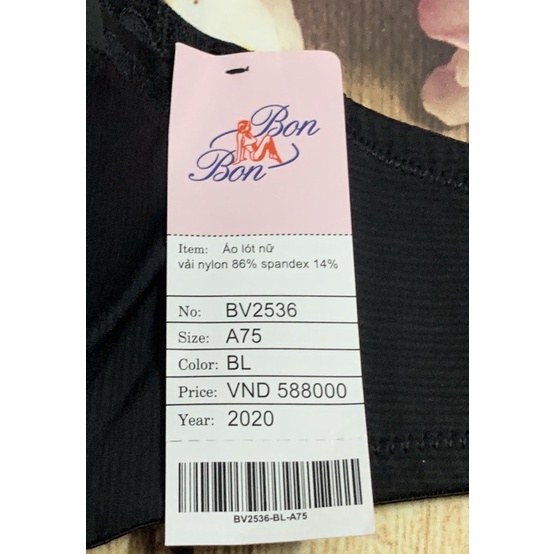 Bon
Bon
Item: Áo lót nữ
vải nylon 86% spandex 14%
No: BV2536
Size: A75
Color: BL
Price: VND 588000
Year: 2020
BV2536-BL-A75